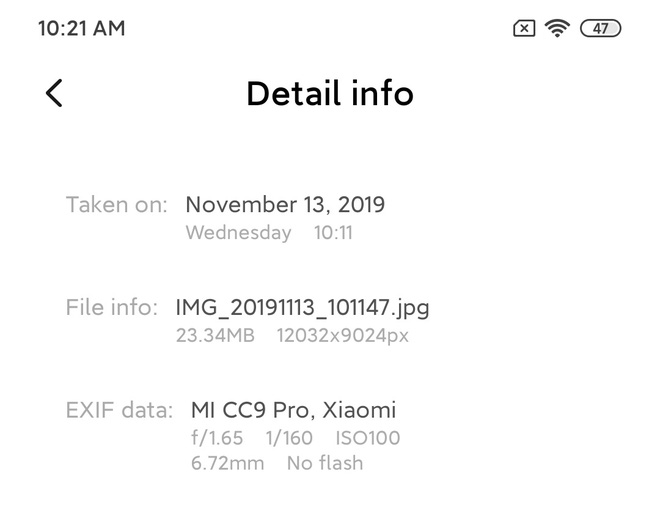 10:21 AM
47
Detail info
Taken on: November 13, 2019
Wednesday 10:11
File info: IMG_20191113_101147.jpg
23.34MB 12032x9024px
EXIF data: MI CC9 Pro, Xiaomi
f/1.65 1/160 ISO100
6.72mm No flash